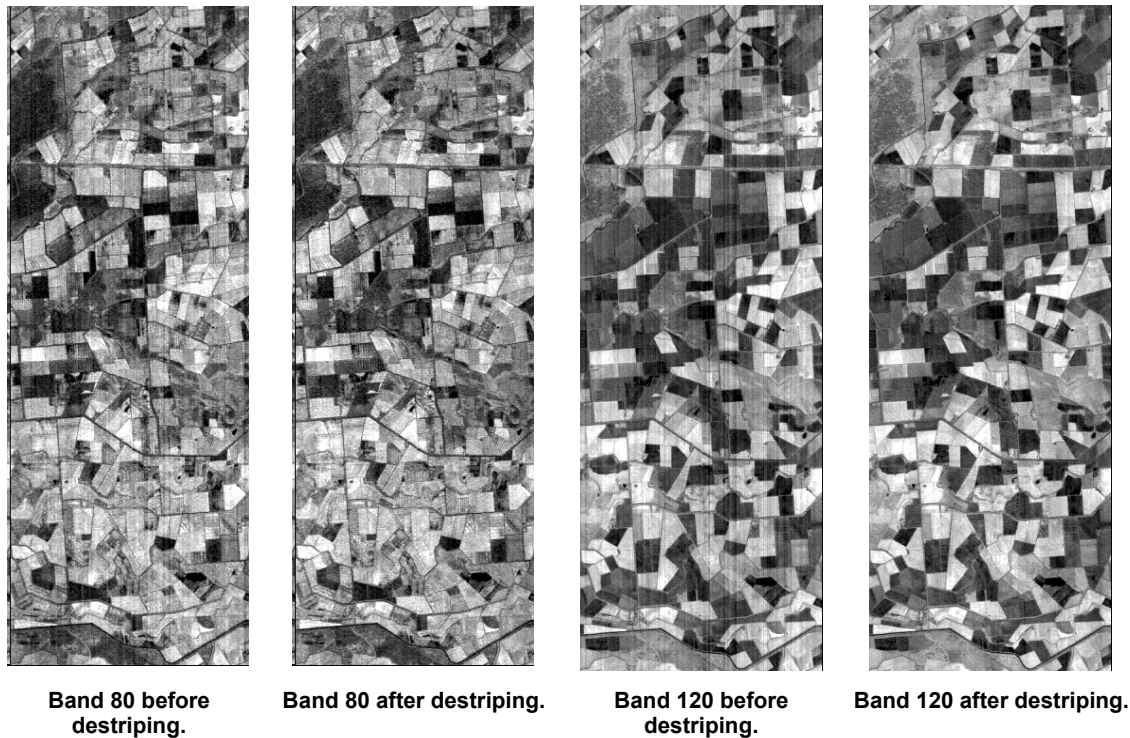 Band 80 before
destriping.
Band 80 after destriping.
Band 120 before
destriping.
Band 120 after destriping.